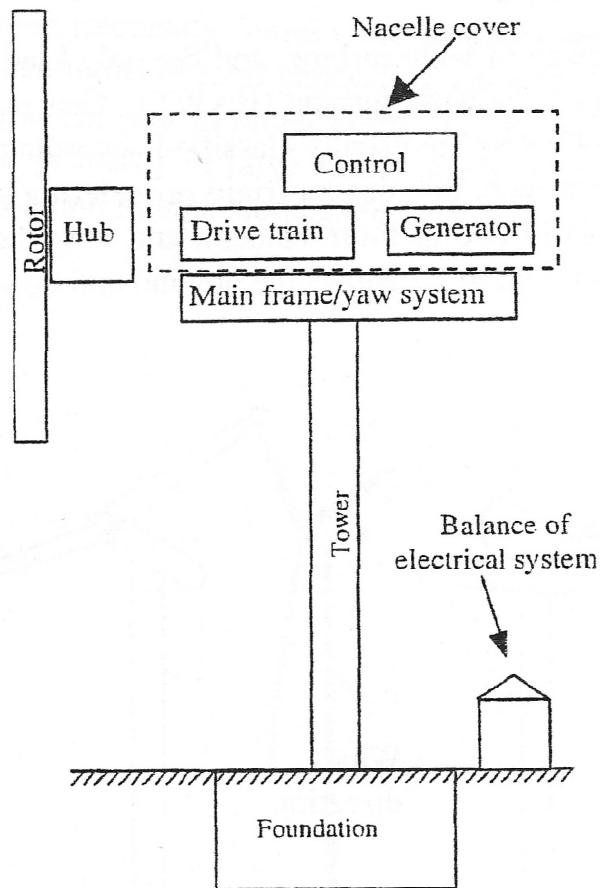 Nacelle cover
Control
Rotor
Hub
Drive train
Generator
Main frame/yaw system
Tower
Balance of
electrical system
Foundation